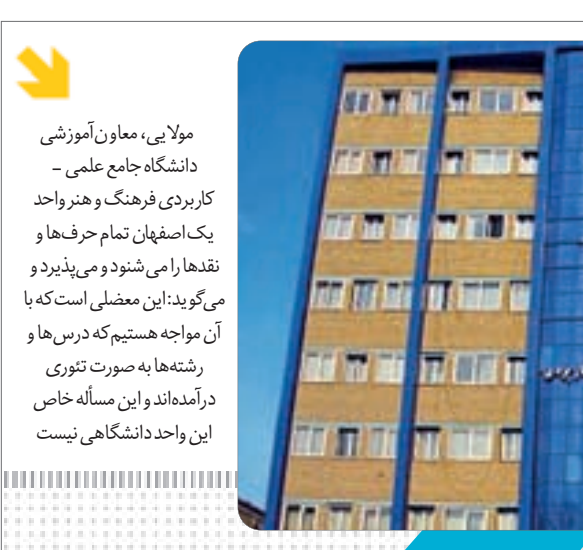 مولایی، معاون آموزشی
دانشگاه جامع علمی –
کاربردی فرهنگ و هنر واحد
یک اصفهان تمام حرف‌ها و
نقدها را می‌شنود و می‌پذیرد و
می‌گوید: این معضلی است که با
آن مواجه هستیم که درس‌ها و
رشته‌ها به صورت تئوری
درآمده‌اند و این مسأله خاص
این واحد دانشگاهی نیست